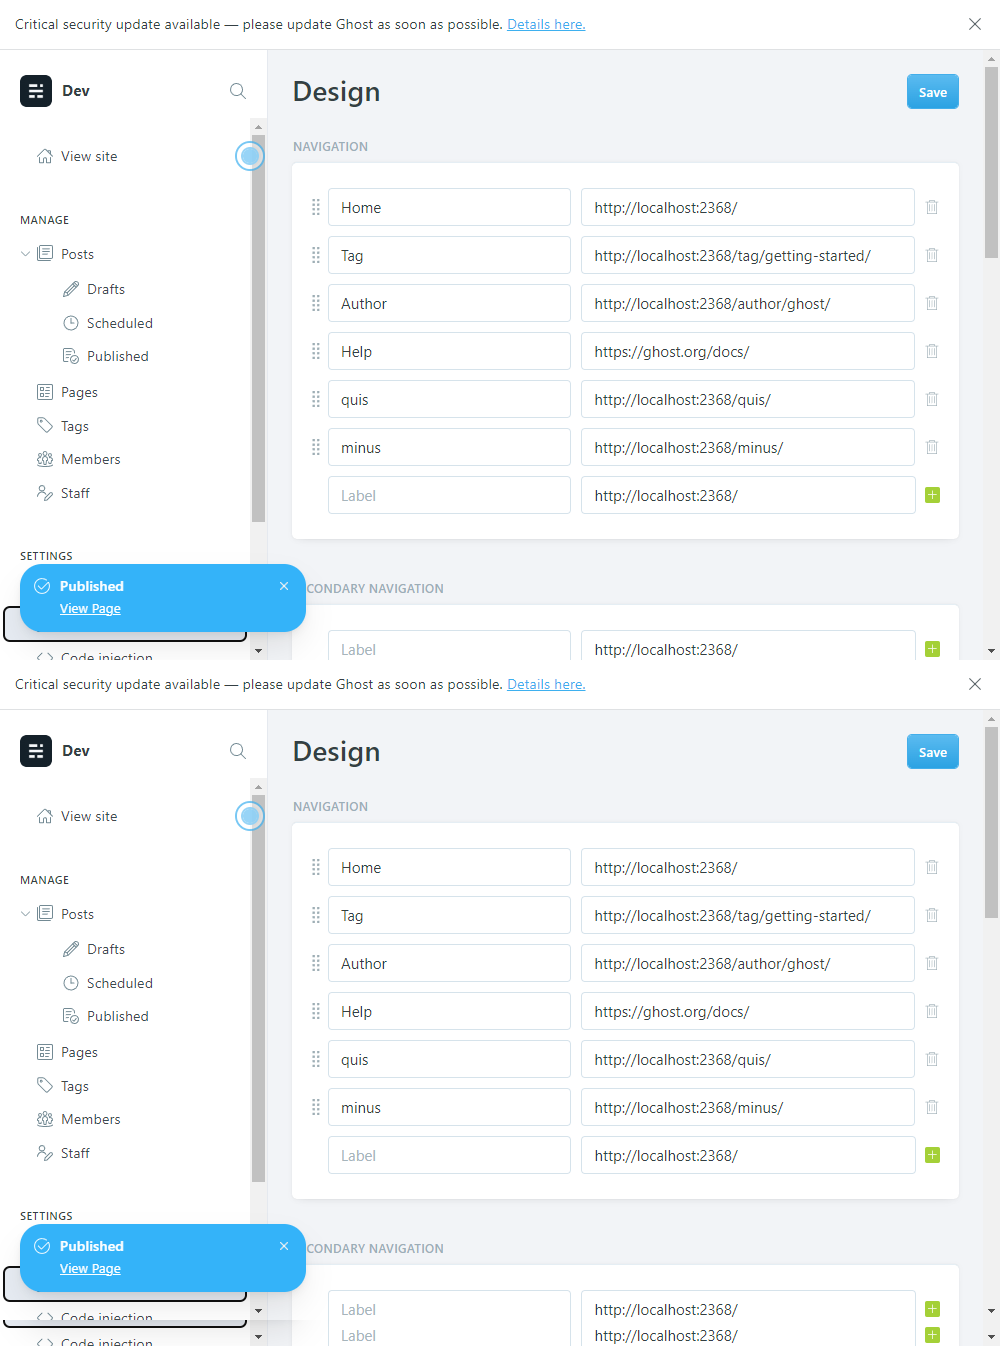 Critical security update available — please update Ghost as soon as possible. Details here.
Dev
Design
Save
View site
NAVIGATION
Home
http://localhost:2368/
MANAGE
Posts
Tag
http://localhost:2368/tag/getting-started/
Drafts
Author
http://localhost:2368/author/ghost/
Scheduled
Published
Help
https://ghost.org/docs/
Pages
quis
http://localhost:2368/quis/
Tags
Members
minus
http://localhost:2368/minus/
Staff
Label
http://localhost:2368/
SETTINGS
Published
View Page
CONDARY NAVIGATION
Label
http://localhost:2368/
Code injection
Critical security update available — please update Ghost as soon as possible. Details here.
Dev
Design
Save
View site
NAVIGATION
Home
http://localhost:2368/
MANAGE
Posts
Tag
http://localhost:2368/tag/getting-started/
Drafts
Author
http://localhost:2368/author/ghost/
Scheduled
Published
Help
https://ghost.org/docs/
Pages
quis
http://localhost:2368/quis/
Tags
Members
minus
http://localhost:2368/minus/
Staff
Label
http://localhost:2368/
SETTINGS
Published
View Page
CONDARY NAVIGATION
Label
http://localhost:2368/
Code injection
Label
http://localhost:2368/
Code injection